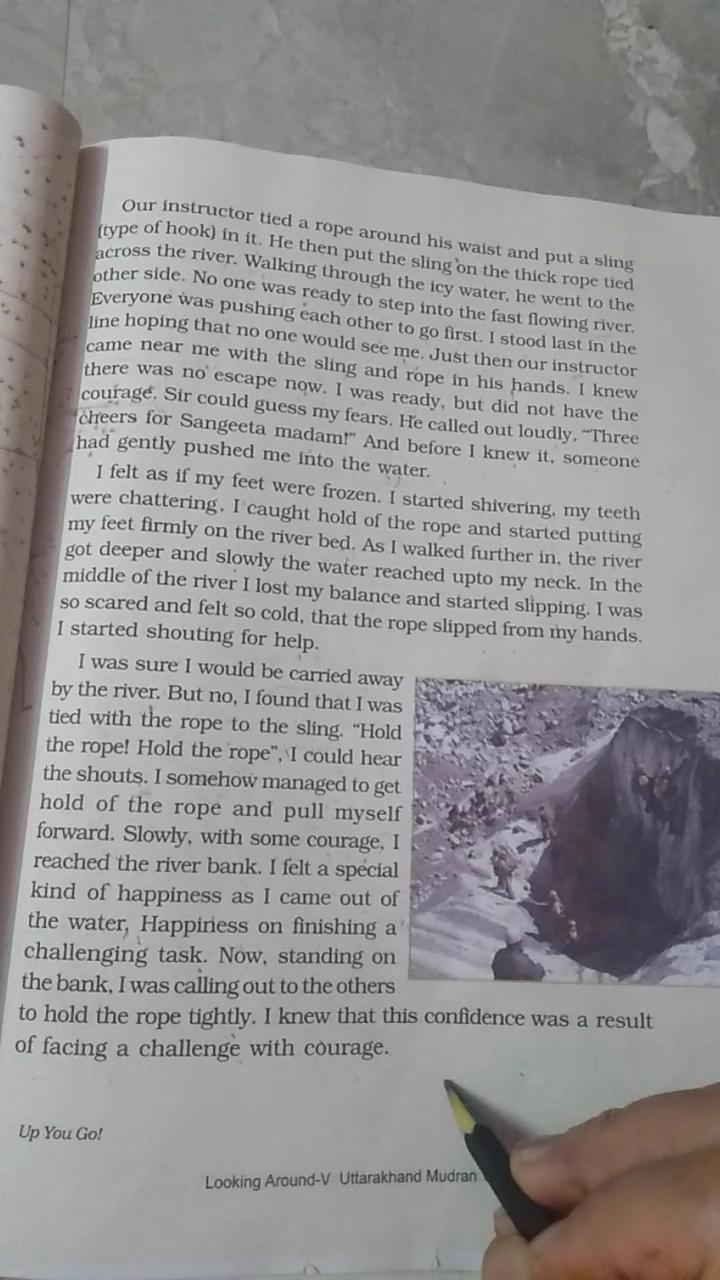 Our instructor tied a rope around his waist and put a sling
(type of hook) in it. He then put the sling on the thick rope tied
across the river. Walking through the icy water, he went to the
other side. No one was ready to step into the fast flowing river.
Everyone was pushing each other to go first. I stood last in the
line hoping that no one would see me. Just then our instructor
came near me with the sling and rope in his hands. I knew
there was no escape now. I was ready, but did not have the
courage. Sir could guess my fears. He called out loudly, “Three
cheers for Sangeeta madam!” And before I knew it, someone
had gently pushed me into the water.
I felt as if my feet were frozen. I started shivering, my teeth
were chattering. I caught hold of the rope and started putting
my feet firmly on the river bed. As I walked further in, the river
got deeper and slowly the water reached upto my neck. In the
middle of the river I lost my balance and started slipping. I was
so scared and felt so cold, that the rope slipped from my hands.
I started shouting for help.
I was sure I would be carried away
by the river. But no, I found that I was
tied with the rope to the sling. “Hold
the rope! Hold the rope”, I could hear
the shouts. I somehow managed to get
hold of the rope and pull myself
forward. Slowly, with some courage, I
reached the river bank. I felt a special
kind of happiness as I came out of
the water, Happiness on finishing a
challenging task. Now, standing on
the bank, I was calling out to the others
to hold the rope tightly. I knew that this confidence was a result
of facing a challenge with courage.
Up You Go!
Looking Around-V Uttarakhand Mudran